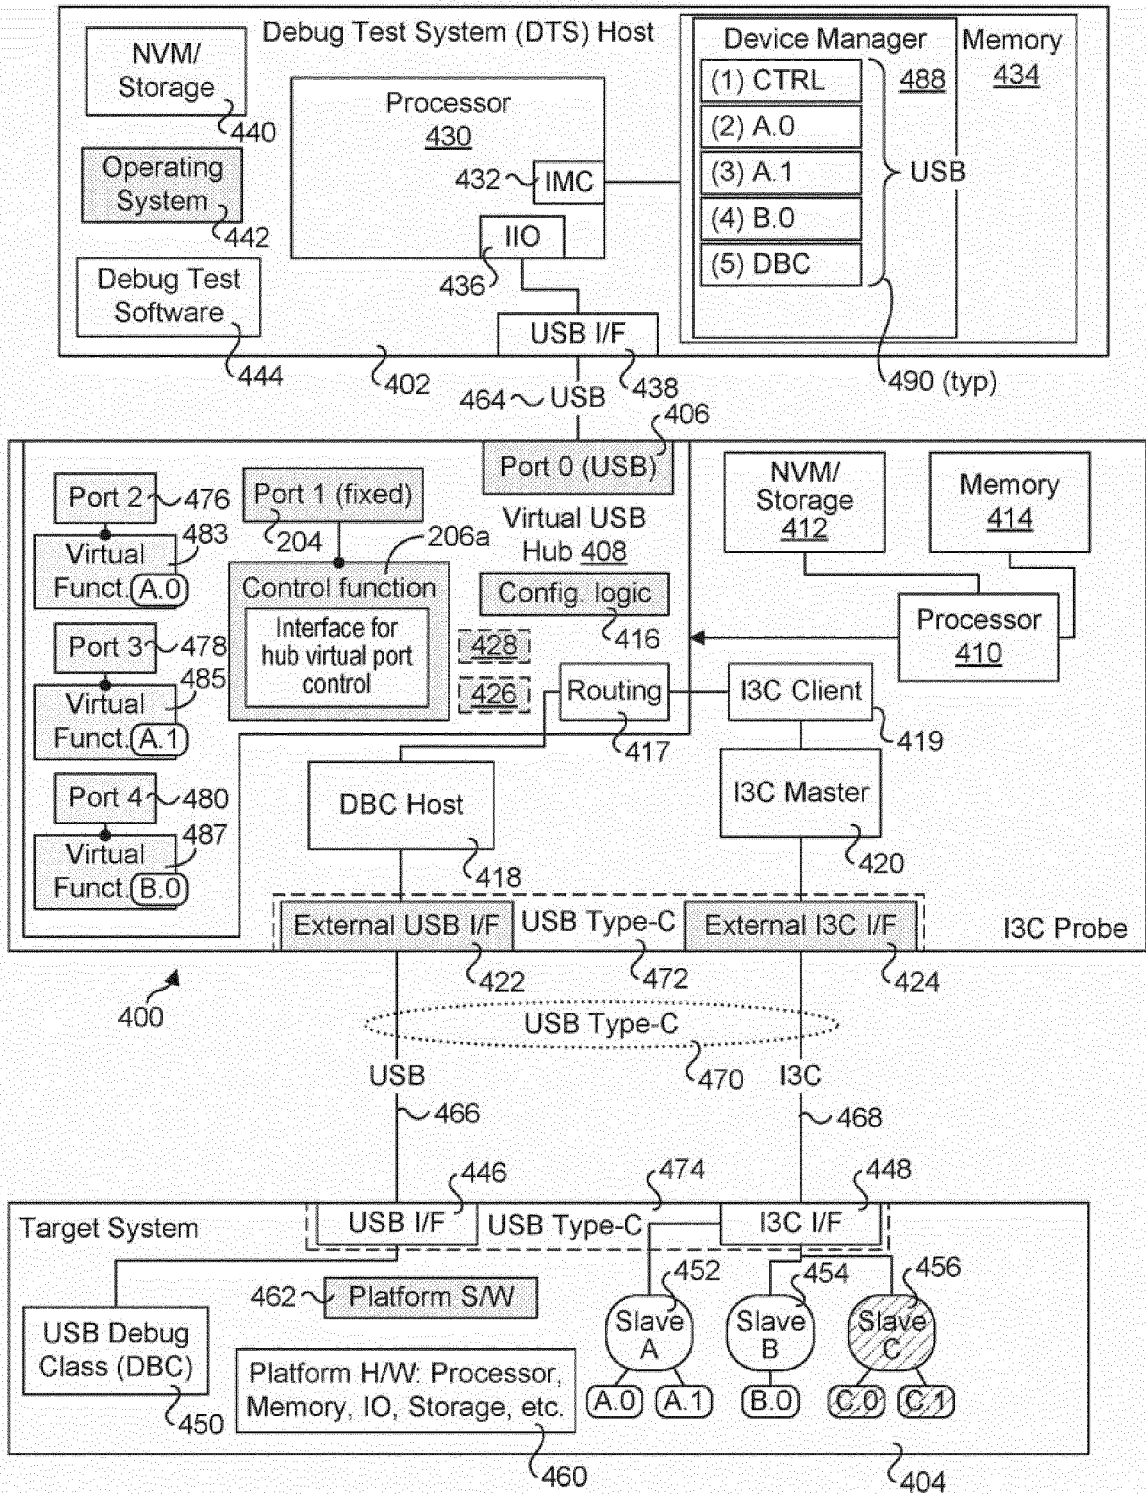 Debug Test System (DTS) Host
NVM/
Storage
440
Operating
System
442
Debug Test
Software
444
402
Processor
430
432
IMC
IIO
436
USB I/F
438
Device Manager
488
Memory
434
(1) CTRL
(2) A.0
(3) A.1
(4) B.0
(5) DBC
USB
490 (typ)
464
USB
406
Port 0 (USB)
Port 2
476
483
Virtual
Funct.
A.0
Port 3
478
485
Virtual
Funct.
A.1
Port 4
480
487
Virtual
Funct.
B.0
Port 1 (fixed)
204
206a
Control function
Interface for
hub virtual port
control
Virtual USB
Hub 408
Config. logic
416
428
426
Routing
417
NVM/
Storage
412
Memory
414
Processor
410
I3C Client
419
DBC Host
418
I3C Master
420
External USB I/F
USB Type-C
External I3C I/F
I3C Probe
422
472
424
400
USB Type-C
470
USB
I3C
466
468
446
474
448
Target System
USB I/F
USB Type-C
I3C I/F
462
Platform S/W
452
454
456
Slave
A
Slave
B
Slave
C
A.0
A.1
B.0
C.0
C.1
USB Debug
Class (DBC)
450
Platform H/W: Processor,
Memory, IO, Storage, etc.
460
404